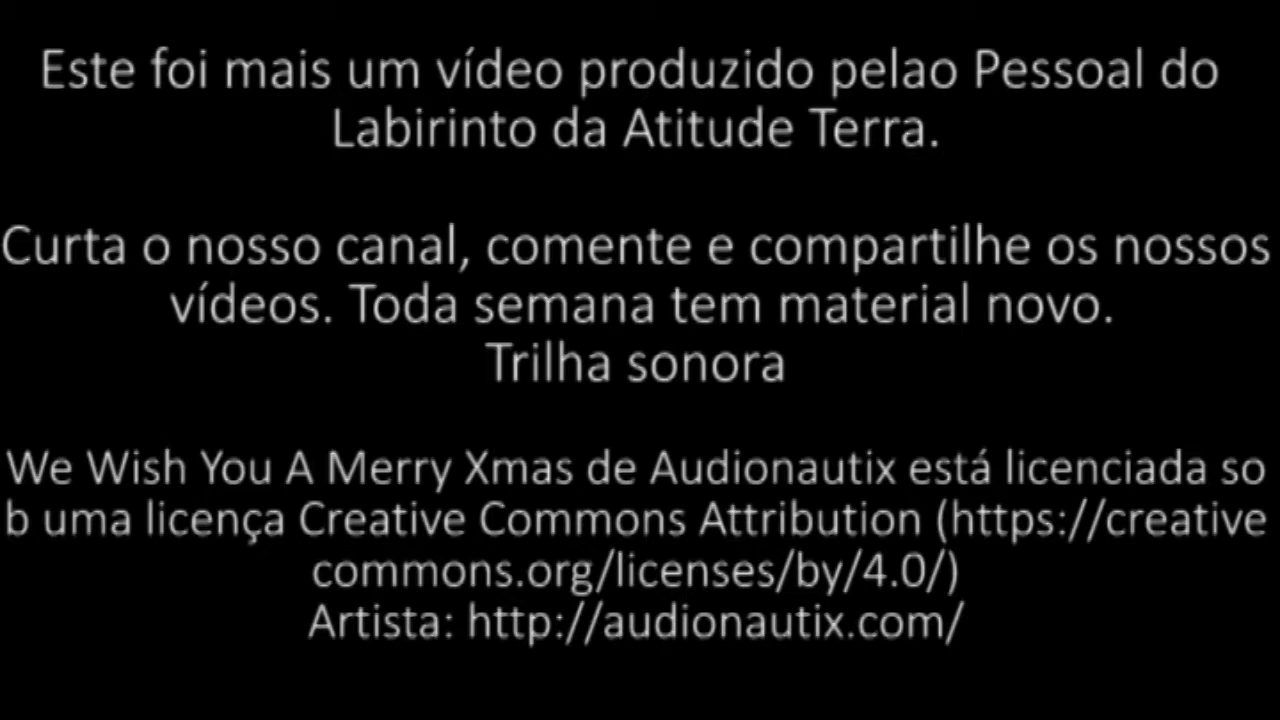 Este foi mais um vídeo produzido pelao Pessoal do
Labirinto da Atitude Terra.
Curta o nosso canal, comente e compartilhe os nossos
vídeos. Toda semana tem material novo.
Trilha sonora
We Wish You A Merry Xmas de Audionautix está licenciada so
b uma licença Creative Commons Attribution (https://creative
commons.org/licenses/by/4.0/)
Artista: http://audionautix.com/